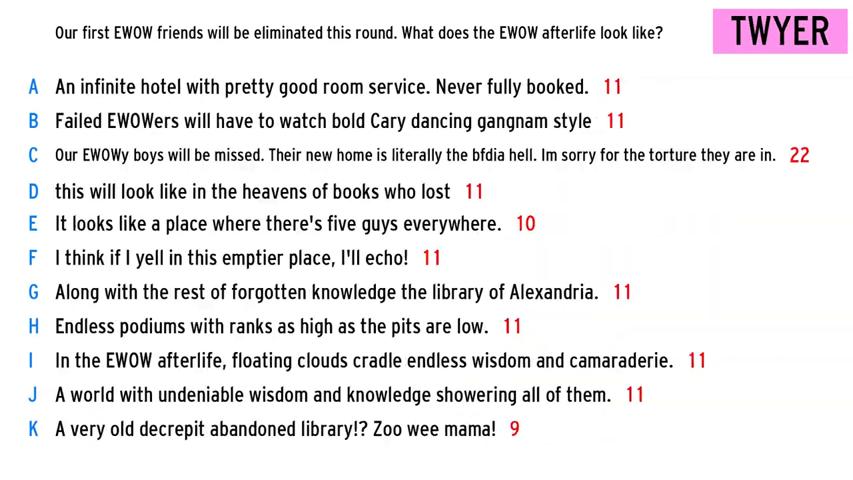 Our first EWOW friends will be eliminated this round. What does the EWOW afterlife look like?
TWYER
A An infinite hotel with pretty good room service. Never fully booked. 11
B Failed EWOWers will have to watch bold Cary dancing gangnam style 11
C Our EWOWy boys will be missed. Their new home is literally the bfdia hell. Im sorry for the torture they are in. 22
D this will look like in the heavens of books who lost 11
E It looks like a place where there's five guys everywhere. 10
F I think if I yell in this emptier place, I'll echo! 11
G Along with the rest of forgotten knowledge the library of Alexandria. 11
H Endless podiums with ranks as high as the pits are low. 11
I In the EWOW afterlife, floating clouds cradle endless wisdom and camaraderie. 11
J A world with undeniable wisdom and knowledge showering all of them. 11
K A very old decrepit abandoned library!? Zoo wee mama! 9